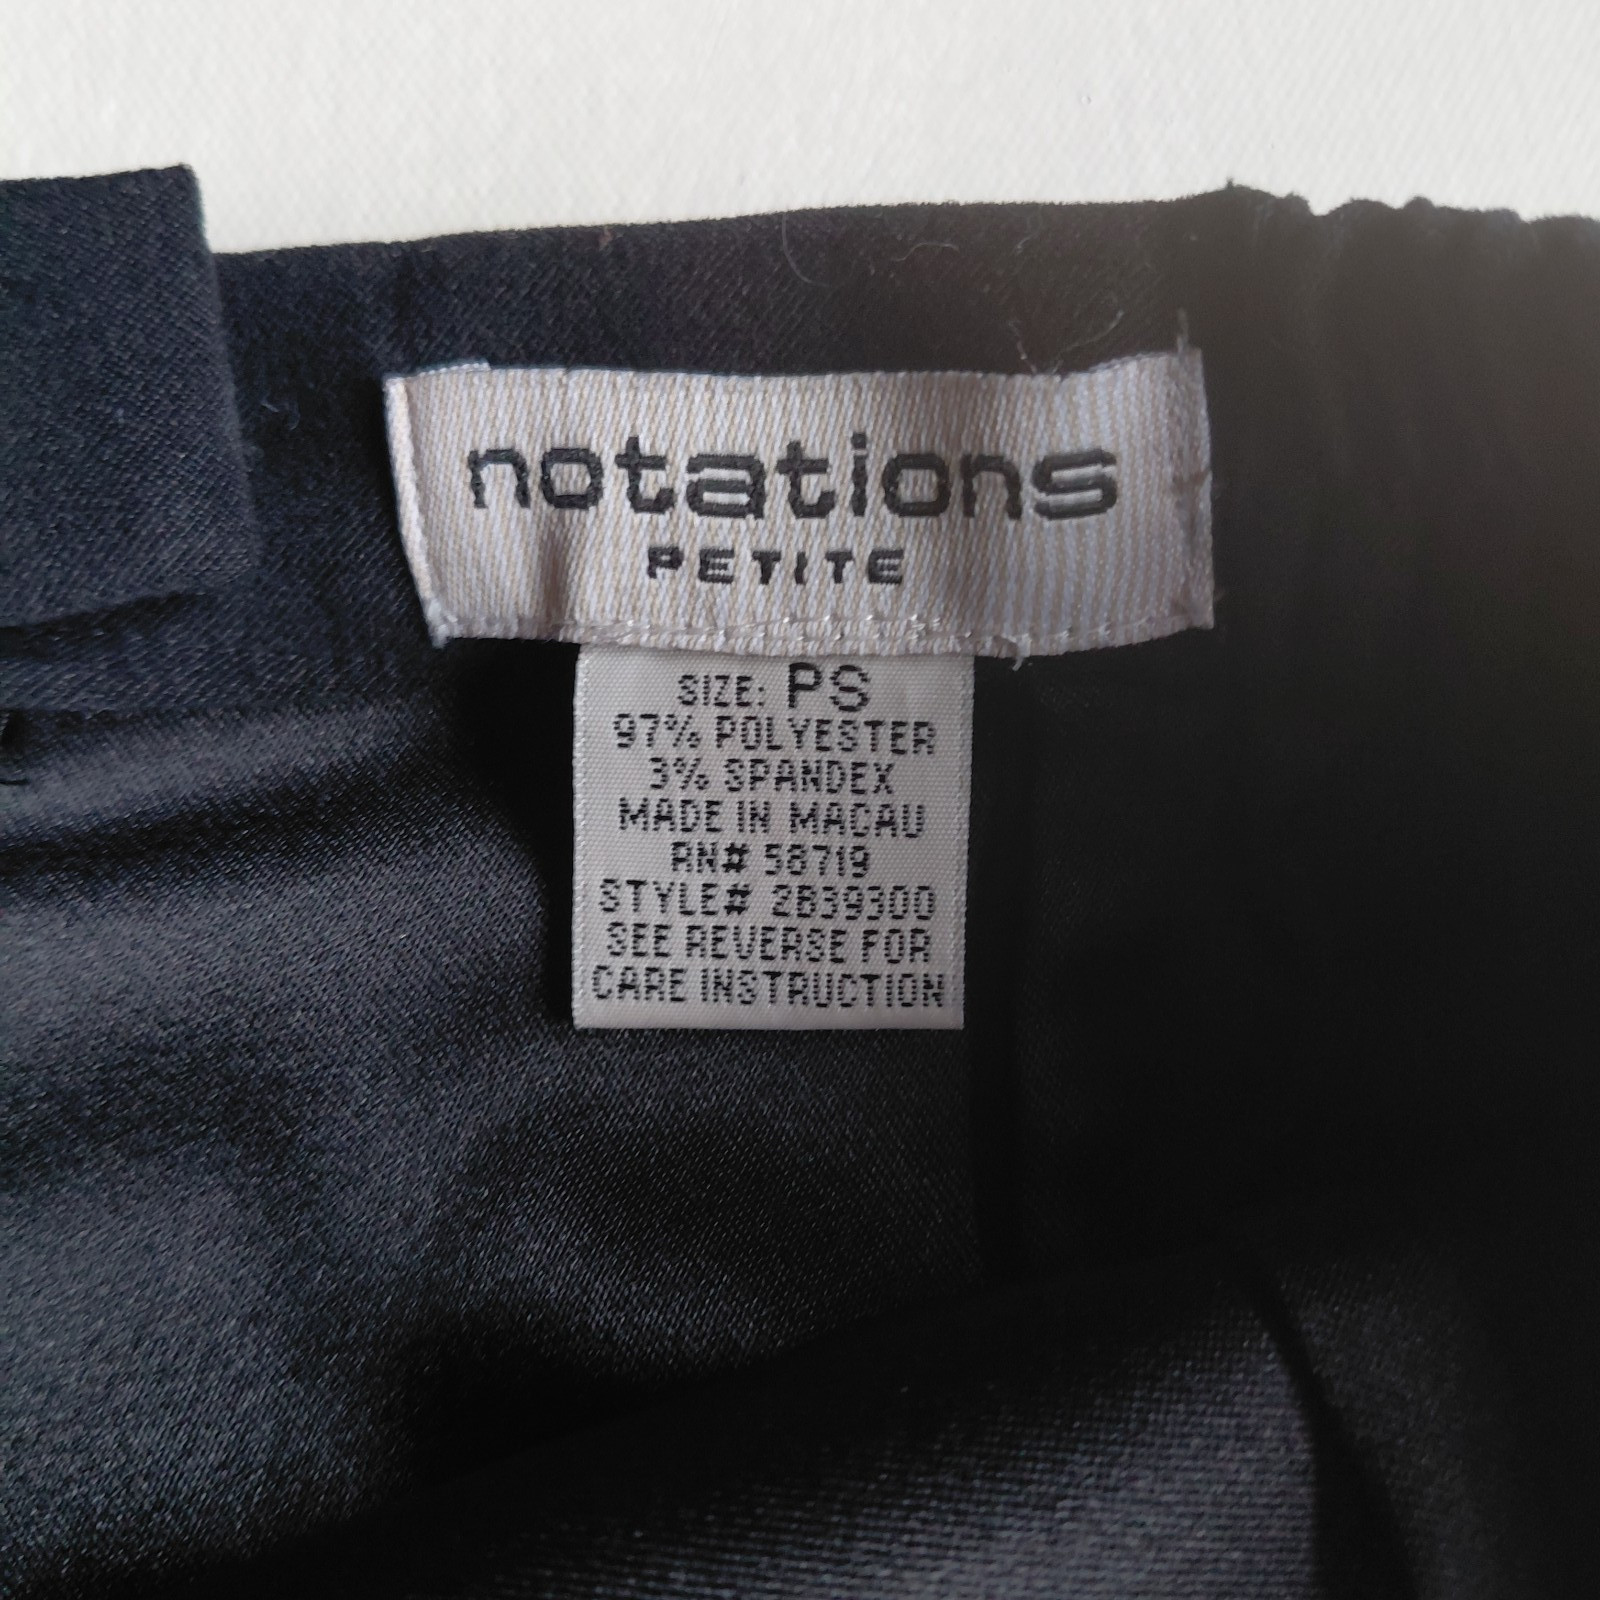 notations
PETITE
SIZE: PS
97% POLYESTER
3% SPANDEX
MADE IN MACAU
RN# 58719
STYLE# 2B39300
SEE REVERSE FOR
CARE INSTRUCTION